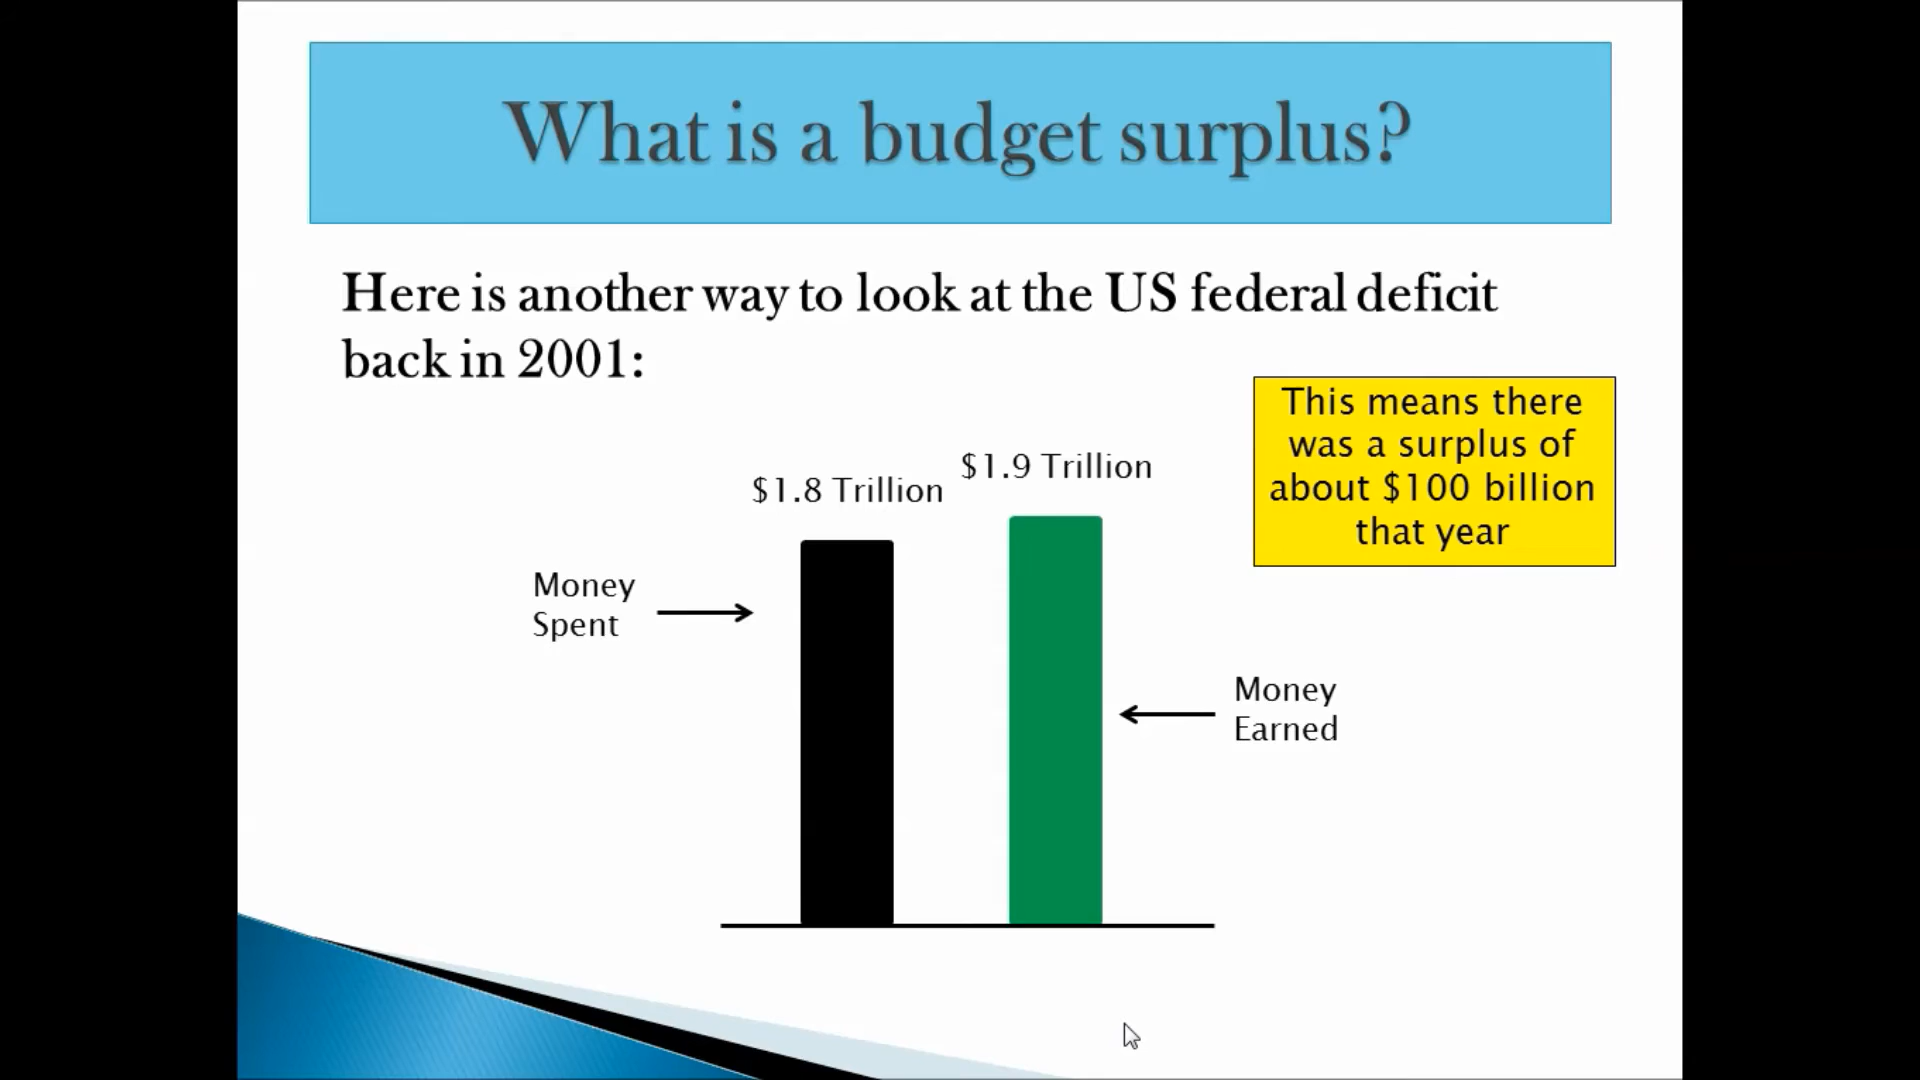 What is a budget surplus?
Here is another way to look at the US federal deficit
back in 2001:
This means there
was a surplus of
about $100 billion
that year
$1.8 Trillion
$1.9 Trillion
Money
Spent
Money
Earned